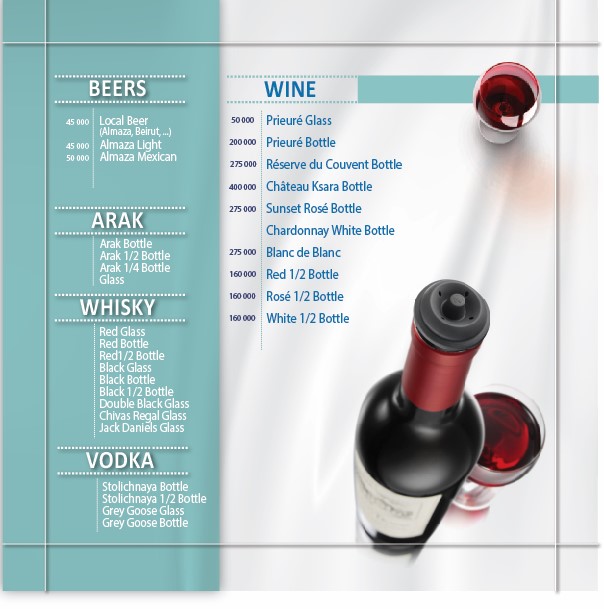 BEERS
45 000 Local Beer
(Almaza, Beirut, ...)
45 000 Almaza Light
50 000 Almaza Mexican
ARAK
Arak Bottle
Arak 1/2 Bottle
Arak 1/4 Bottle
Glass
WHISKY
Red Glass
Red Bottle
Red1/2 Bottle
Black Glass
Black Bottle
Black 1/2 Bottle
Double Black Glass
Chivas Regal Glass
Jack Daniels Glass
VODKA
Stolichnaya Bottle
Stolichnaya 1/2 Bottle
Grey Goose Glass
Grey Goose Bottle
WINE
50 000 Prieuré Glass
200 000 Prieuré Bottle
275 000 Réserve du Couvent Bottle
400 000 Château Ksara Bottle
275 000 Sunset Rosé Bottle
Chardonnay White Bottle
275 000 Blanc de Blanc
160 000 Red 1/2 Bottle
160 000 Rosé 1/2 Bottle
160 000 White 1/2 Bottle